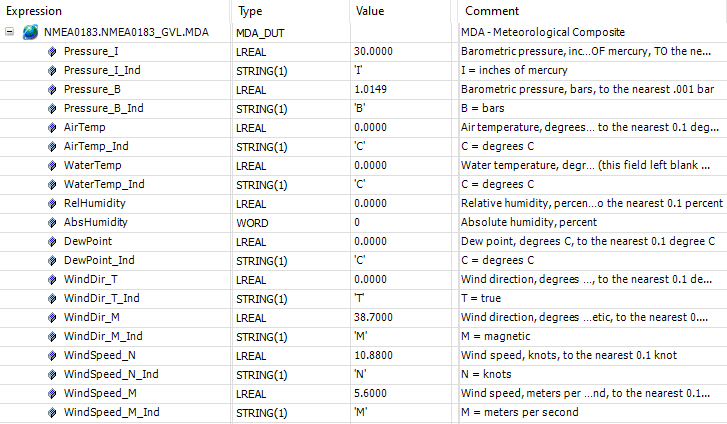 Expression Type Value Comment
NMEA0183.NMEA0183_GVL.MDA MDA_DUT MDA - Meteorological Composite
Pressure_I LREAL 30.0000 Barometric pressure, inc...OF mercury, TO the ne...
Pressure_I_Ind STRING(1) 'I' I = inches of mercury
Pressure_B LREAL 1.0149 Barometric pressure, bars, to the nearest .001 bar
Pressure_B_Ind STRING(1) 'B' B = bars
AirTemp LREAL 0.0000 Air temperature, degrees... to the nearest 0.1 deg...
AirTemp_Ind STRING(1) 'C' C = degrees C
WaterTemp LREAL 0.0000 Water temperature, degr... (this field left blank ...
WaterTemp_Ind STRING(1) 'C' C = degrees C
RelHumidity LREAL 0.0000 Relative humidity, percen...o the nearest 0.1 percent
AbsHumidity WORD 0 Absolute humidity, percent
DewPoint LREAL 0.0000 Dew point, degrees C, to the nearest 0.1 degree C
DewPoint_Ind STRING(1) 'C' C = degrees C
WindDir_T LREAL 0.0000 Wind direction, degrees ..., to the nearest 0.1 de...
WindDir_T_Ind STRING(1) 'T' T = true
WindDir_M LREAL 38.7000 Wind direction, degrees ...etic, to the nearest 0....
WindDir_M_Ind STRING(1) 'M' M = magnetic
WindSpeed_N LREAL 10.8800 Wind speed, knots, to the nearest 0.1 knot
WindSpeed_N_Ind STRING(1) 'N' N = knots
WindSpeed_M LREAL 5.6000 Wind speed, meters per ...nd, to the nearest 0.1...
WindSpeed_M_Ind STRING(1) 'M' M = meters per second